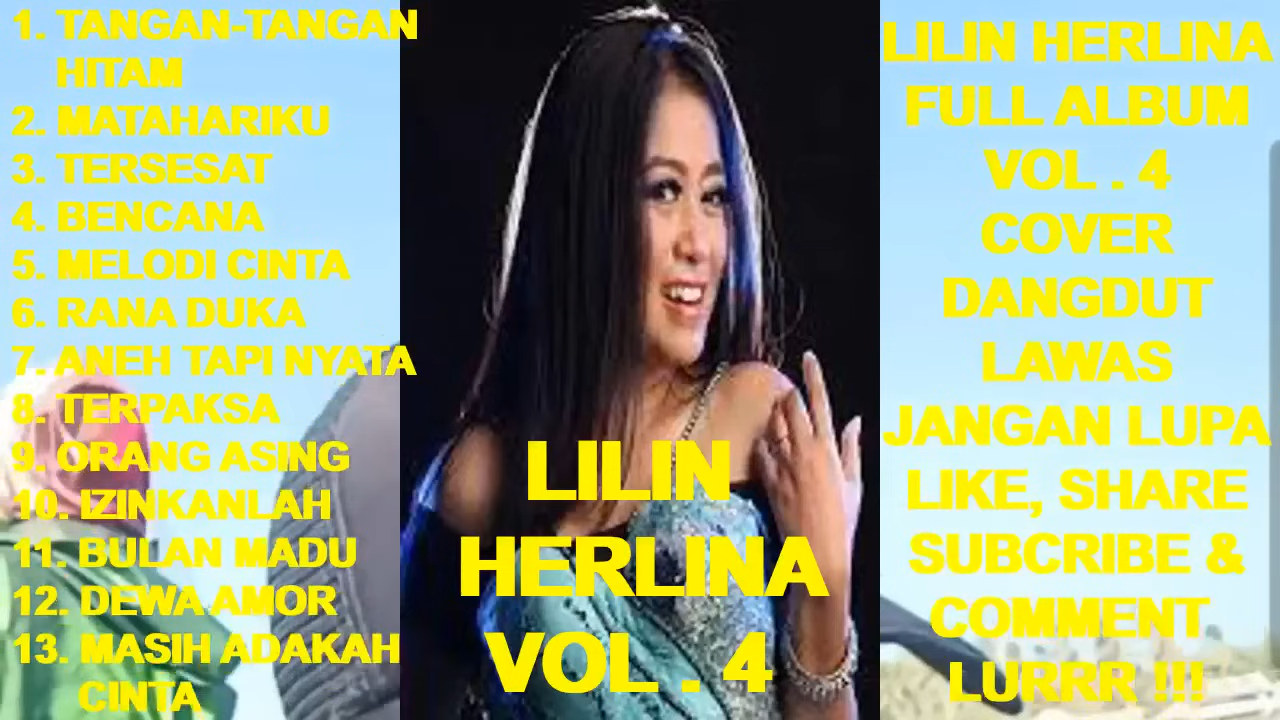 1. TANGAN-TANGAN
HITAM
2. MATAHARIKU
3. TERSESAT
4. BENCANA
5. MELODI CINTA
6. RANA DUKA
7. ANEH TAPI NYATA
8. TERPAKSA
9. ORANG ASING
10. IZINKANLAH
11. BULAN MADU
12. DEWA AMOR
13. MASIH ADAKAH
CINTA
LILIN
HERLINA
VOL . 4
LILIN HERLINA
FULL ALBUM
VOL . 4
COVER
DANGDUT
LAWAS
JANGAN LUPA
LIKE, SHARE
SUBCRIBE &
COMMENT
LURRR !!!